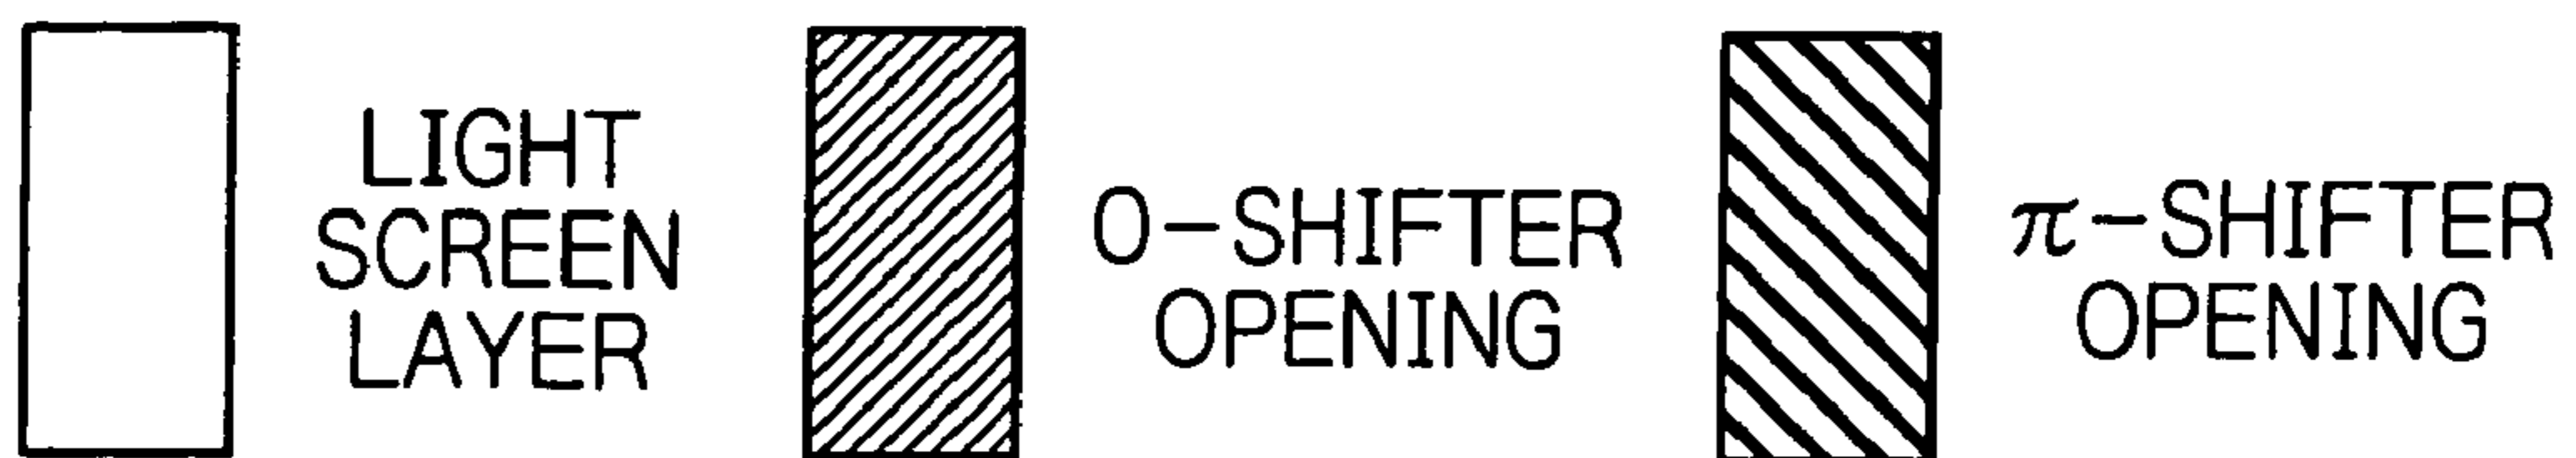 LIGHT
SCREEN
LAYER
0-SHIFTER
OPENING
π-SHIFTER
OPENING